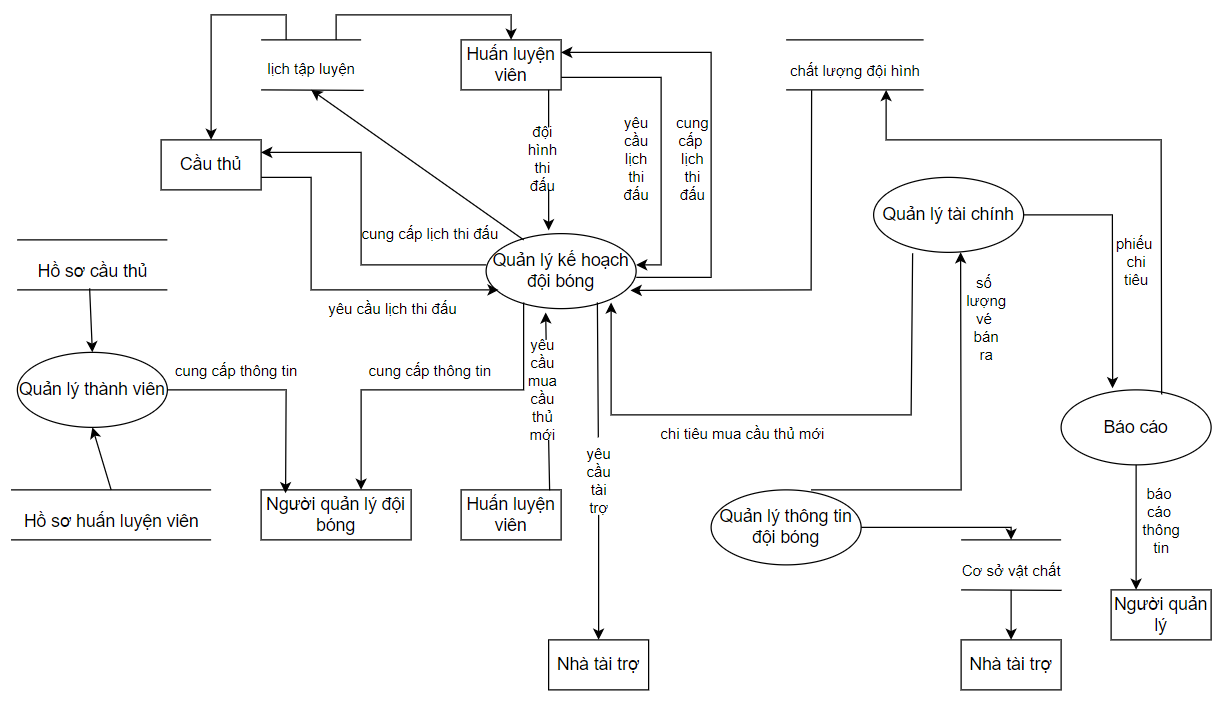 lịch tập luyện
Huấn luyện
viên
chất lượng đội hình
đội
hình
thi
đấu
yêu
cầu
lịch
thi
đấu
cung
cấp
lịch
thi
đấu
Cầu thủ
cung cấp lịch thi đấu
Quản lý tài chính
phiếu
chi
tiêu
Hồ sơ cầu thủ
Quản lý kế hoạch
đội bóng
yêu cầu lịch thi đấu
số
lượng
vé
bán
ra
Quản lý thành viên
cung cấp thông tin
cung cấp thông tin
yêu
cầu
mua
cầu
thủ
mới
chi tiêu mua cầu thủ mới
Báo cáo
yêu
cầu
tài
trợ
Hồ sơ huấn luyện viên
Người quản lý đội
bóng
Huấn luyện
viên
Quản lý thông tin
đội bóng
báo
cáo
thông
tin
Cơ sở vật chất
Người quản
lý
Nhà tài trợ
Nhà tài trợ